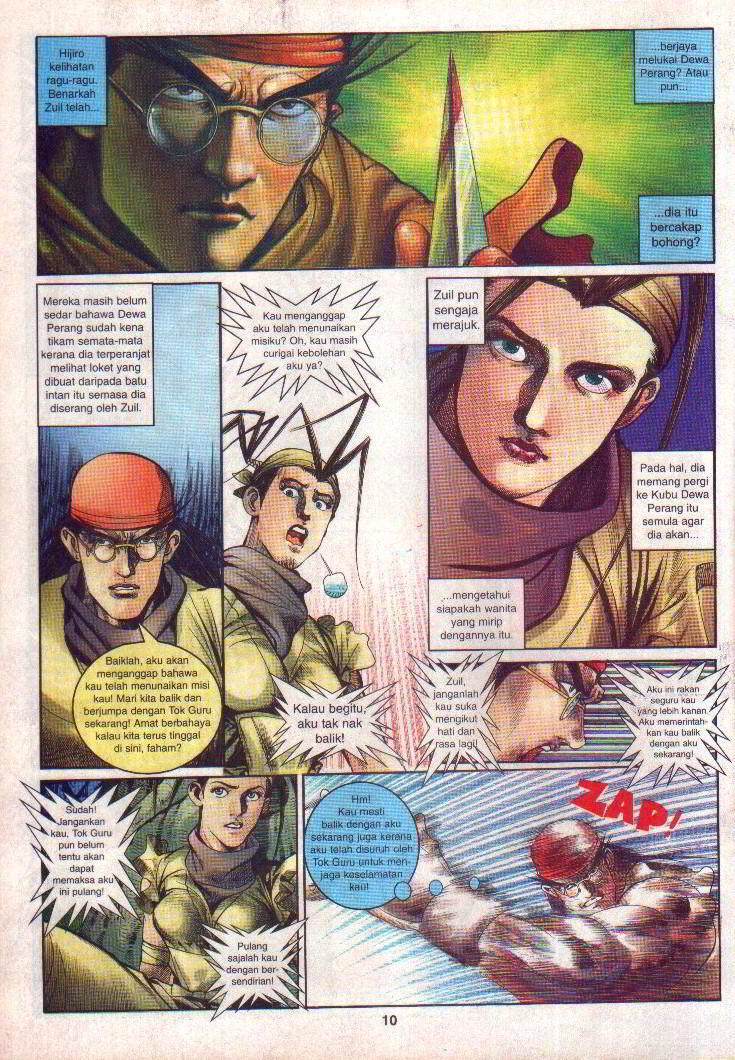 Hijiro
kelihatan
ragu-ragu.
Benarkah
Zuil telah...
...berjaya
melukai Dewa
Perang? Atau
pun...
...dia itu
bercakap
bohong?
Mereka masih belum
sedar bahawa Dewa
Perang sudah kena
tikam semata-mata
kerana dia terperanjat
melihat loket yang
dibuat daripada batu
intan itu semasa dia
diserang oleh Zuil.
Kau menganggap
aku telah menunaikan
misiku? Oh, kau masih
curigai kebolehan
aku ya?
Zuil pun
sengaja
merajuk.
Pada hal, dia
memang pergi
ke Kubu Dewa
Perang itu
semula agar
dia akan...
...mengetahui
siapakah wanita
yang mirip
dengannya itu.
Baiklah, aku akan
menganggap bahawa
kau telah menunaikan misi
kau! Mari kita balik dan
berjumpa dengan Tok Guru
sekarang! Amat berbahaya
kalau kita terus tinggal
di sini, faham?
Kalau begitu,
aku tak nak
balik!
Zuil,
janganlah
kau suka
mengikut
hati dan
rasa lagi!
Aku ini rakan
seguru kau
yang lebih kanan.
Aku memerintah-
kan kau balik
dengan aku
sekarang!
Sudah!
Jangankan
kau, Tok Guru
pun belum
tentu akan
dapat
memaksa aku
ini pulang!
Pulang
sajalah kau
dengan ber-
sendirian!
Hm!
Kau mesti
balik dengan aku
sekarang juga kerana
aku telah disuruh oleh
Tok Guru untuk men-
jaga keselamatan
kau!
ZAP!
10